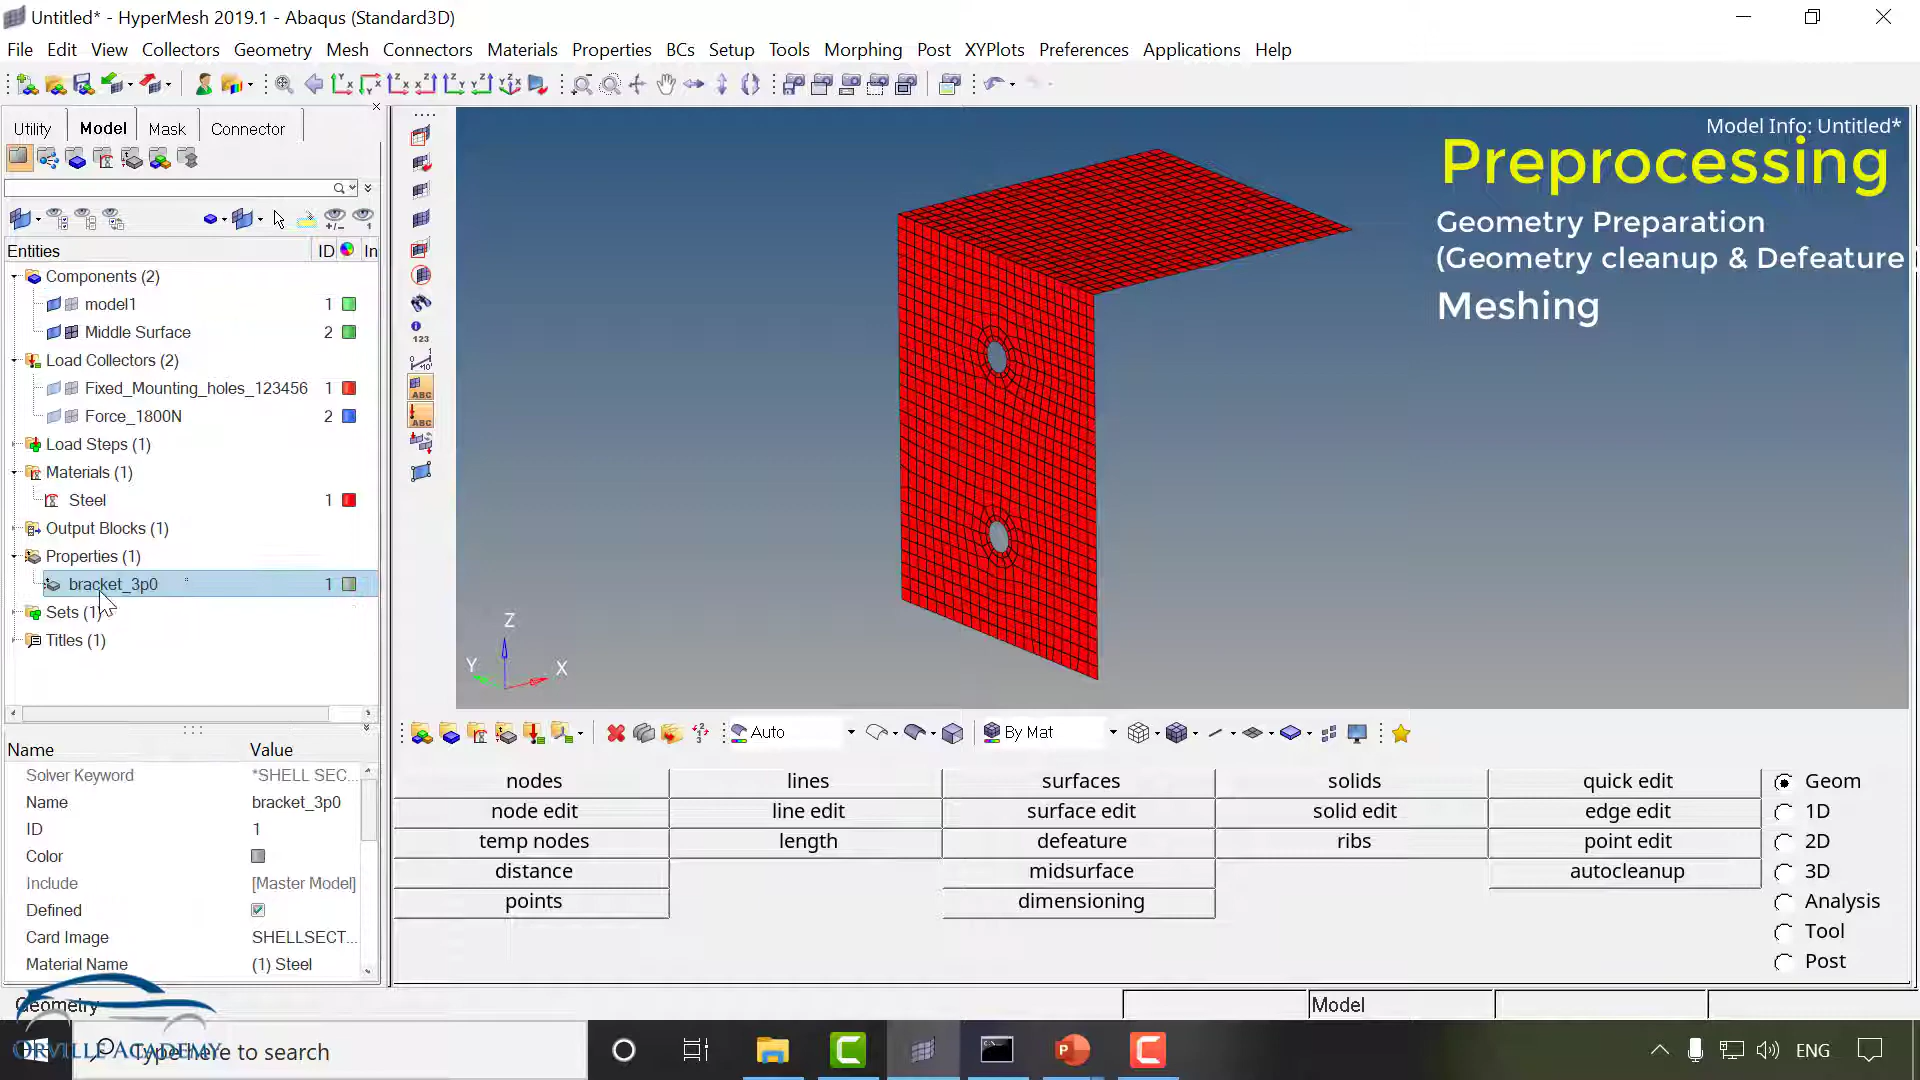 Untitled* - HyperMesh 2019.1 - Abaqus (Standard3D)
File Edit View Collectors Geometry Mesh Connectors Materials Properties BCs Setup Tools Morphing Post XYPlots Preferences Applications Help
Utility Model Mask Connector
Entities ID In
Components (2)
model1 1
Middle Surface 2
Load Collectors (2)
Fixed_Mounting_holes_123456 1
Force_1800N 2
Load Steps (1)
Materials (1)
Steel 1
Output Blocks (1)
Properties (1)
bracket_3p0 1
Sets (1)
Titles (1)
Name Value
Solver Keyword *SHELL SEC...
Name bracket_3p0
ID 1
Color
Include [Master Model]
Defined
Card Image SHELLSECT...
Material Name (1) Steel
123
ABC
ABC
Model Info: Untitled*
Preprocessing
Geometry Preparation
(Geometry cleanup & Defeature
Meshing
Z
Y X
Auto By Mat
nodes lines surfaces solids quick edit Geom
node edit line edit surface edit solid edit edge edit 1D
temp nodes length defeature ribs point edit 2D
distance midsurface autocleanup 3D
points dimensioning Analysis
Tool
Post
Geometry Model
ORVILLE ACADEMY
Type here to search
ENG